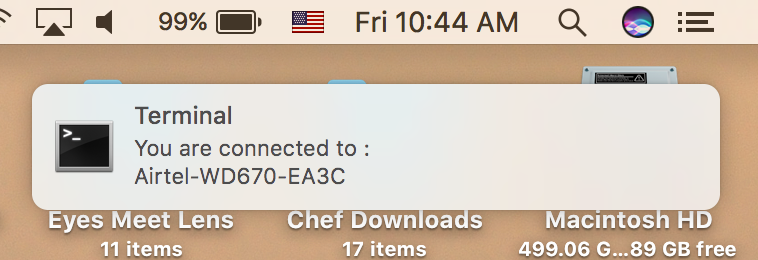 99% Fri 10:44 AM
>_
Terminal
You are connected to :
Airtel-WD670-EA3C
Eyes Meet Lens Chef Downloads Macintosh HD
11 items 17 items 499.06 G...89 GB free